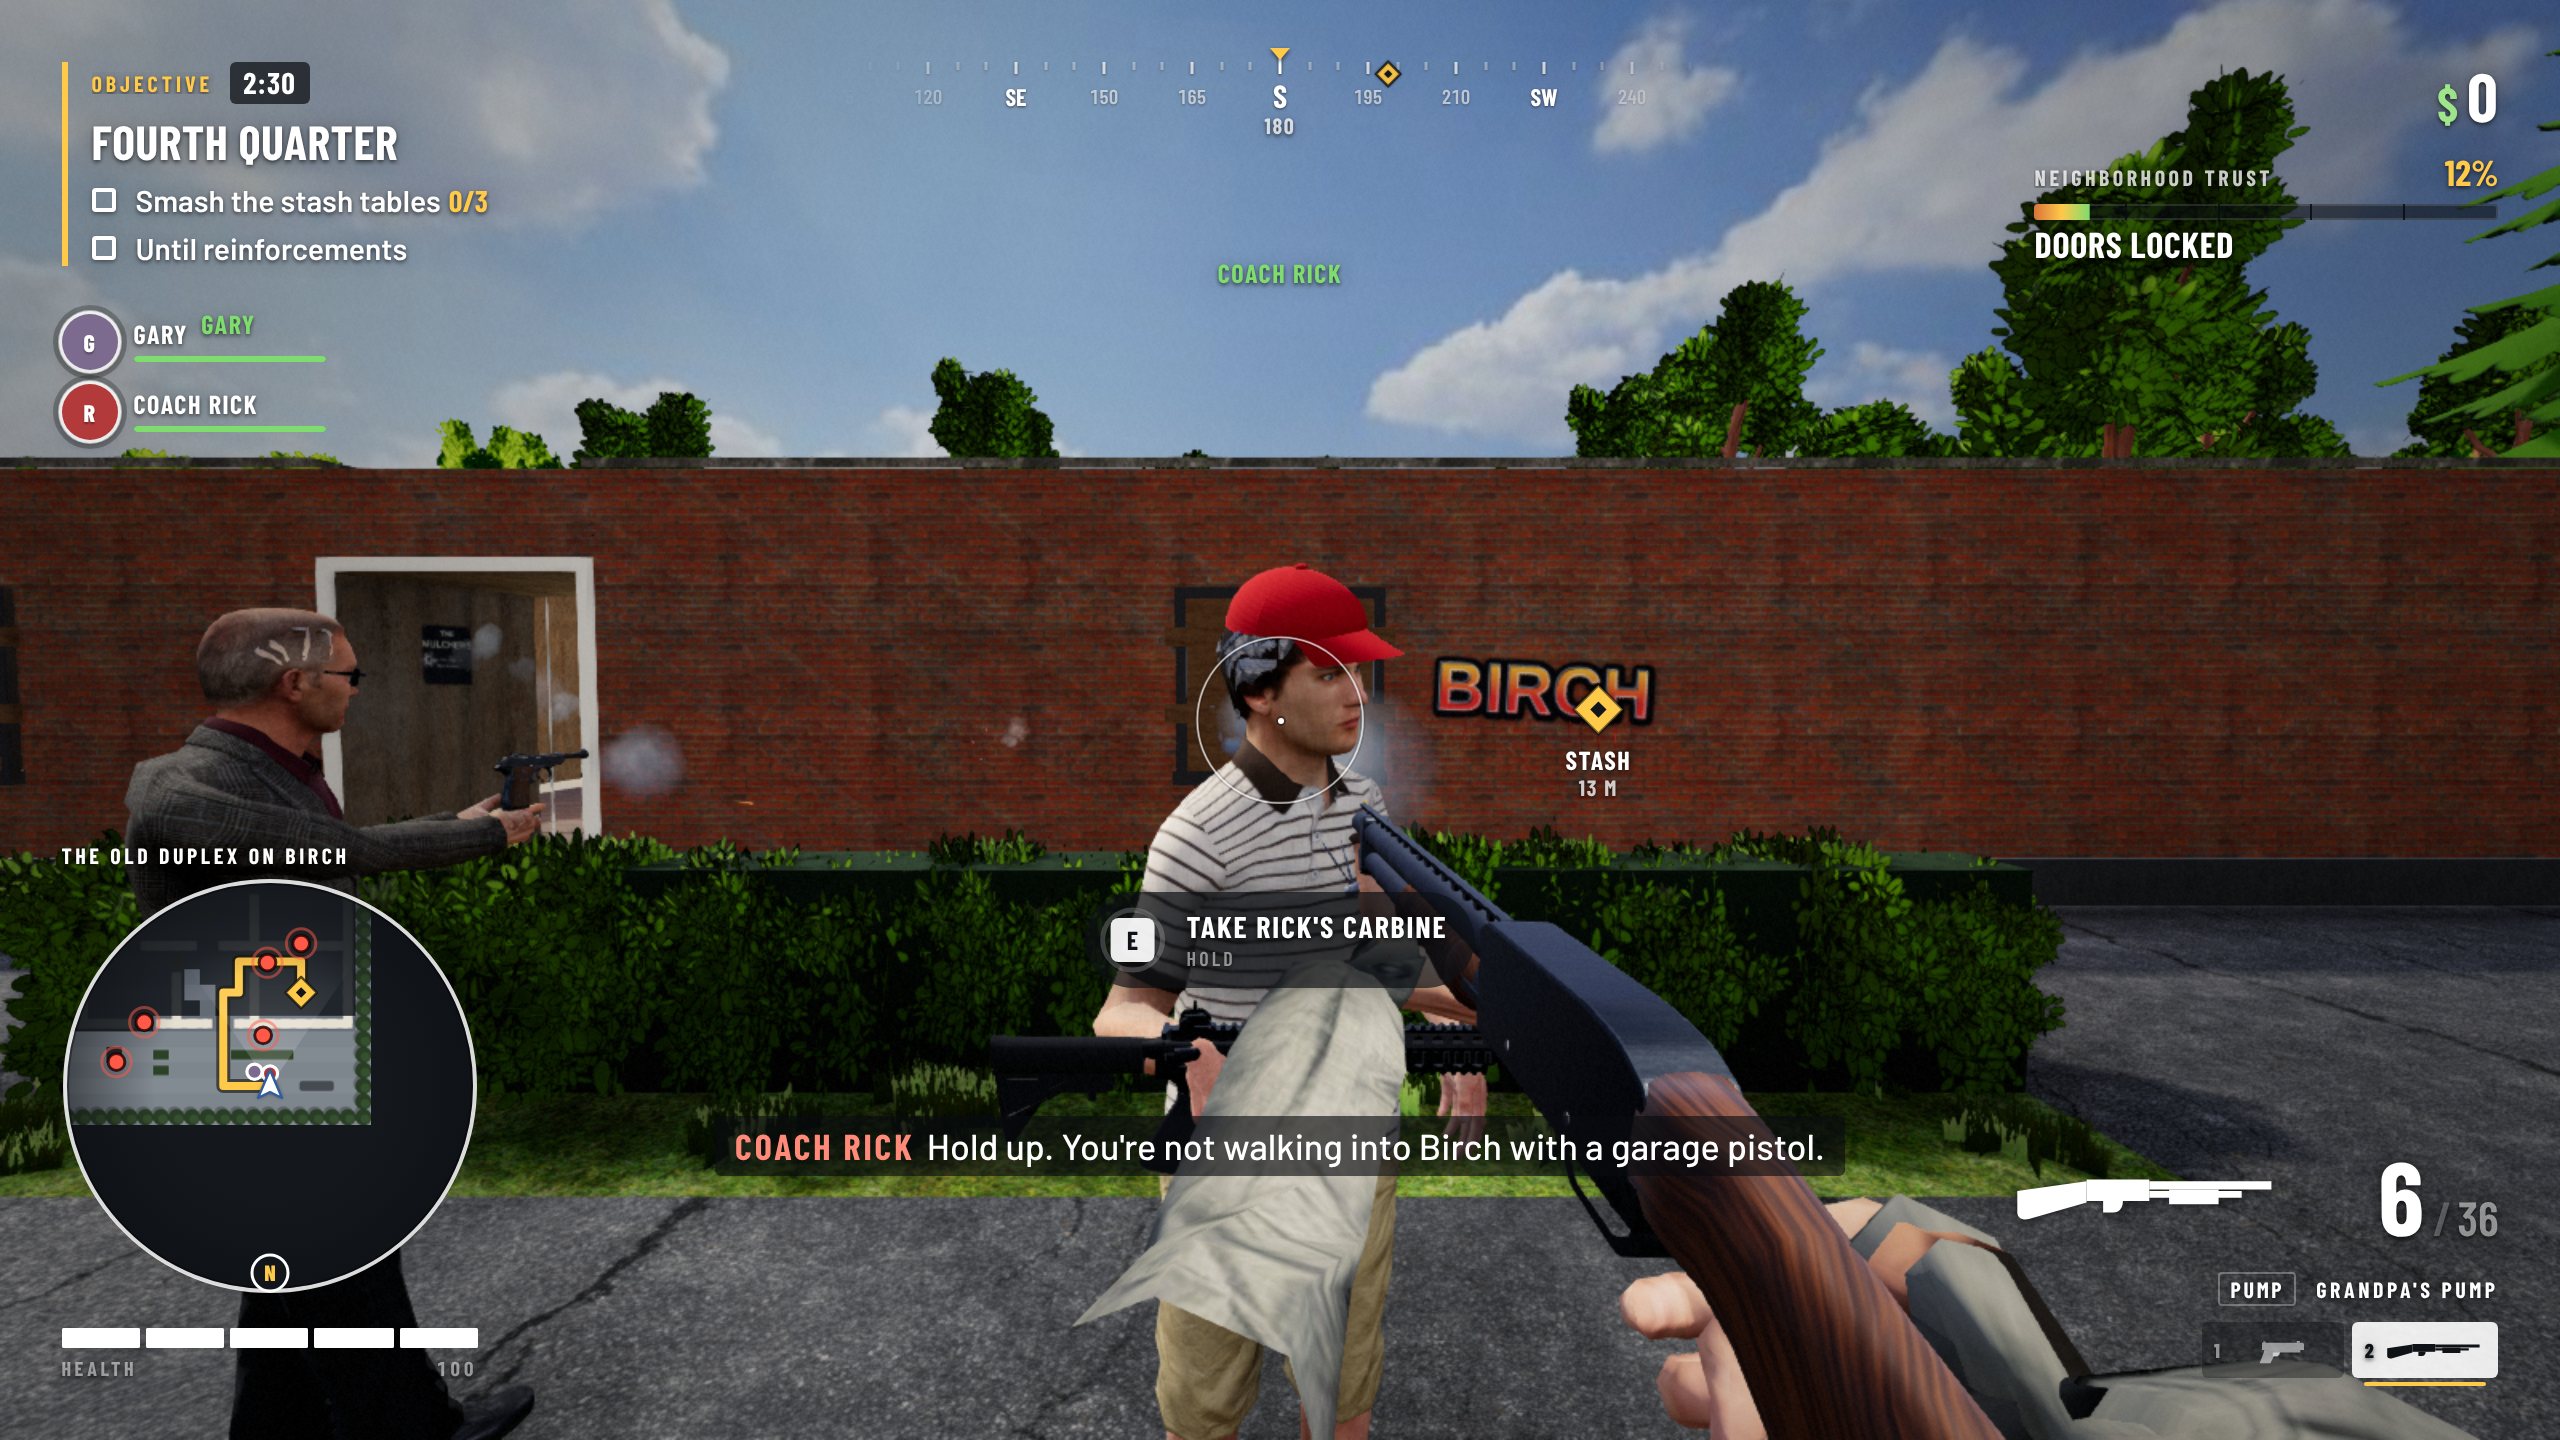 OBJECTIVE 2:30
FOURTH QUARTER
Smash the stash tables 0/3
Until reinforcements
G GARY GARY
R COACH RICK
120 SE 150 165 S 195 210 SW 240
180
COACH RICK
$ 0
NEIGHBORHOOD TRUST 12%
DOORS LOCKED
THE
BIRCH
STASH
13 M
E TAKE RICK'S CARBINE
HOLD
THE OLD DUPLEX ON BIRCH
N
COACH RICK Hold up. You're not walking into Birch with a garage pistol.
HEALTH 100
6 / 36
PUMP GRANDPA'S PUMP
1 2